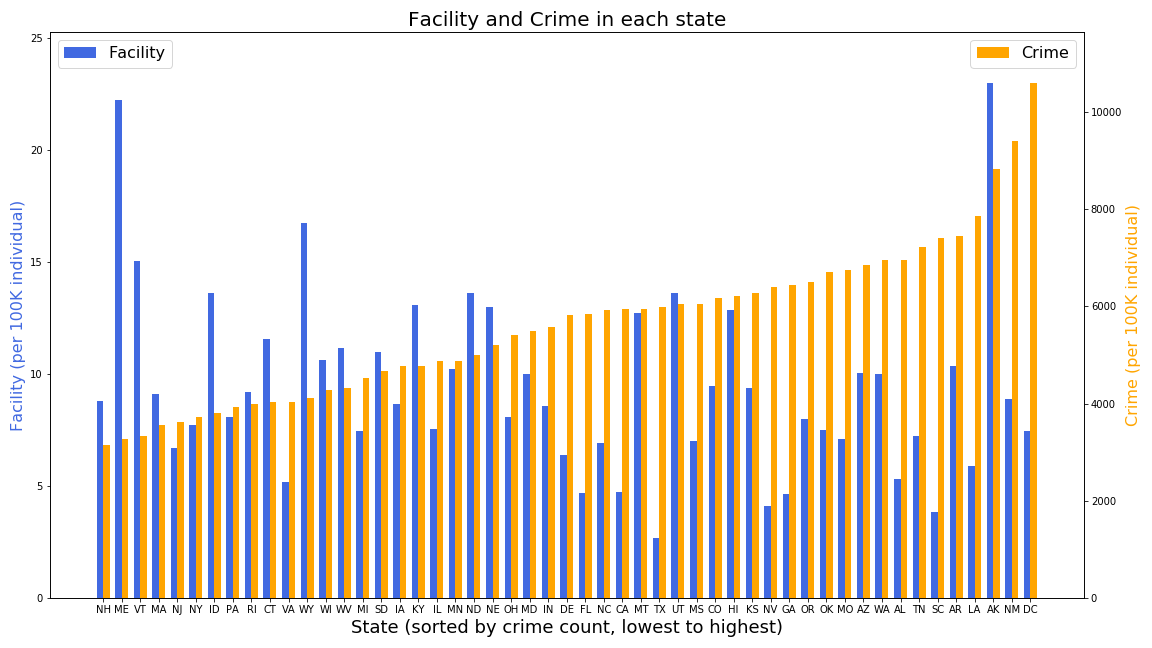 Facility and Crime in each state
Facility
Crime
25
20
15
10
5
0
10000
8000
6000
4000
2000
0
Facility (per 100K individual)
Crime (per 100K individual)
NH ME VT MA NJ NY ID PA RI CT VA WY WI WV MI SD IA KY IL MN ND NE OH MD IN DE FL NC CA MT TX UT MS CO HI KS NV GA OR OK MO AZ WA AL TN SC AR LA AK NM DC
State (sorted by crime count, lowest to highest)